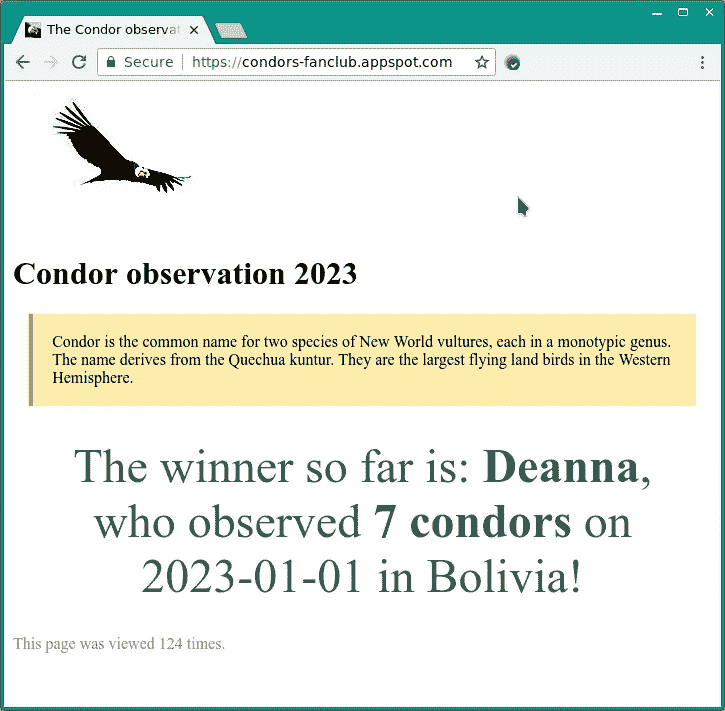 The Condor observat
Secure https://condors-fanclub.appspot.com
Condor observation 2023
Condor is the common name for two species of New World vultures, each in a monotypic genus.
The name derives from the Quechua kuntur. They are the largest flying land birds in the Western
Hemisphere.
The winner so far is: Deanna,
who observed 7 condors on
2023-01-01 in Bolivia!
This page was viewed 124 times.